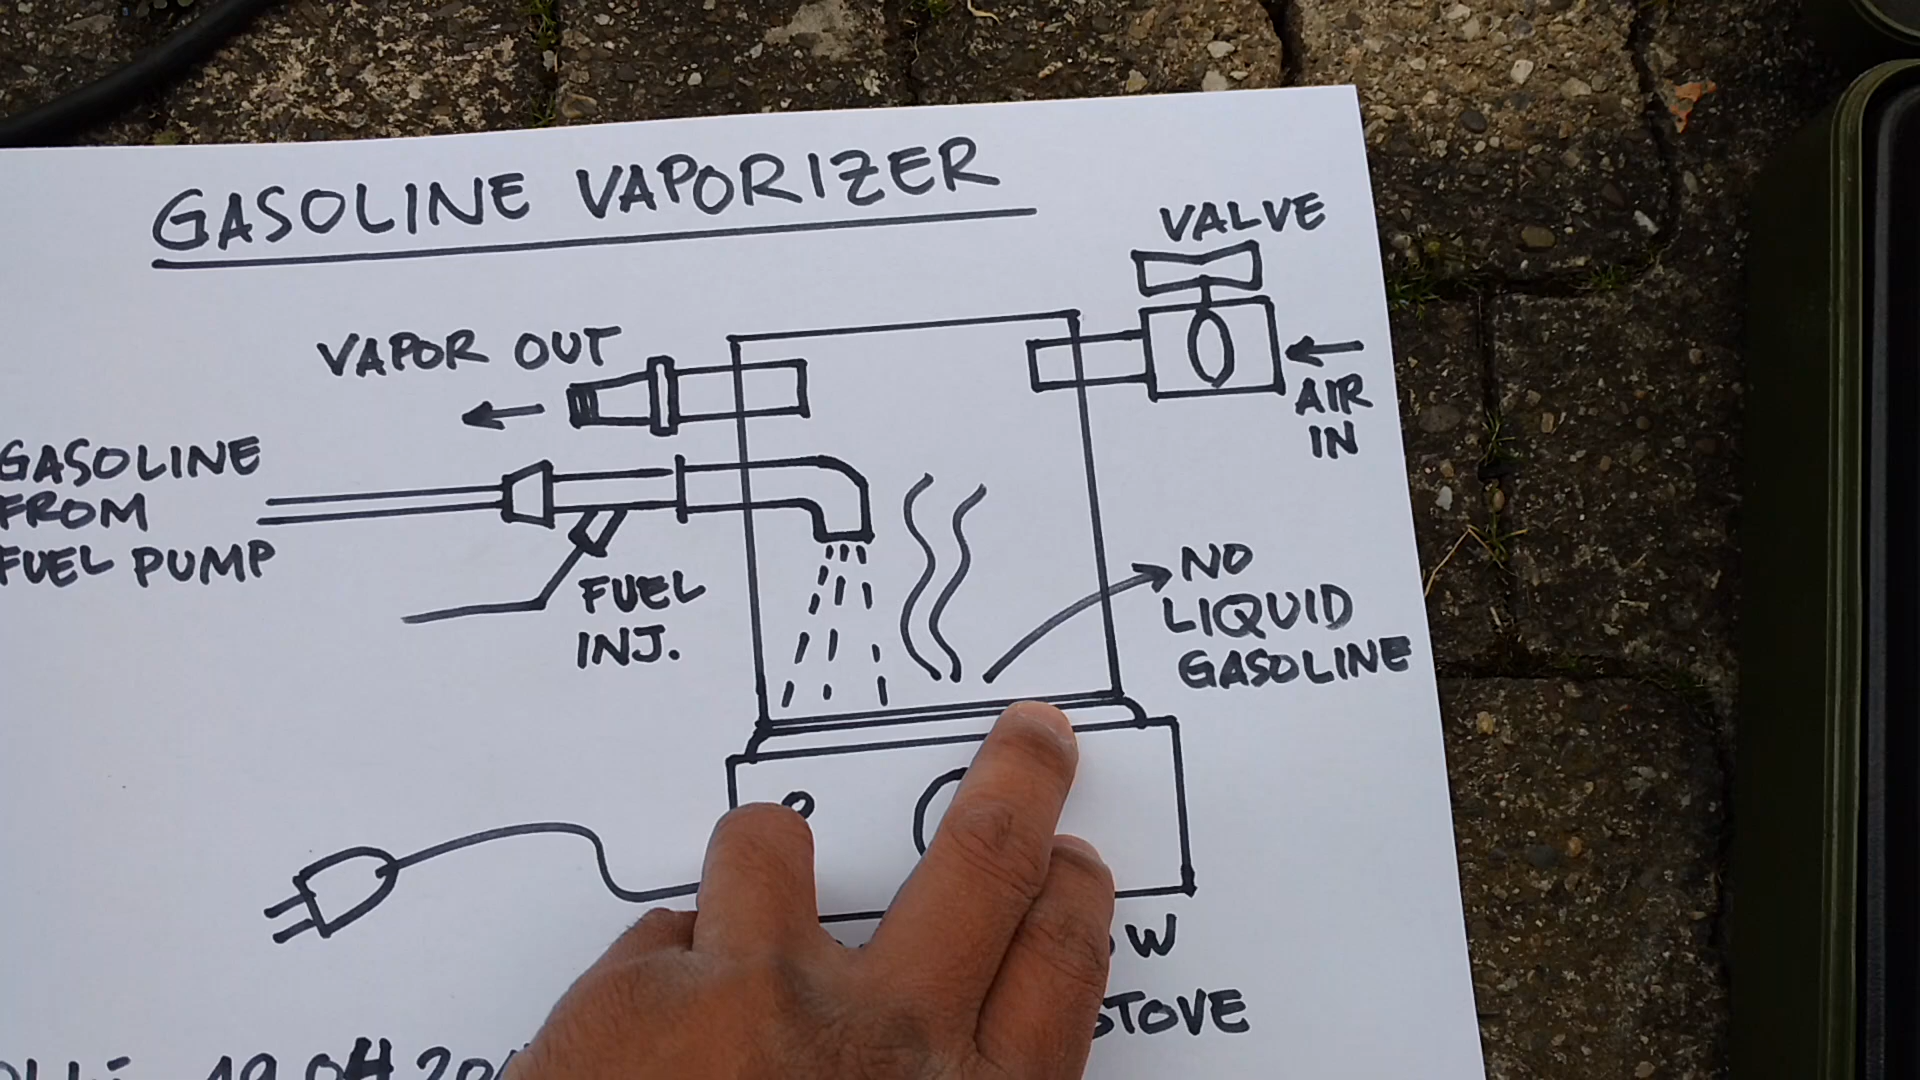 GASOLINE VAPORIZER
VALVE
VAPOR OUT
AIR
IN
GASOLINE
FROM
FUEL PUMP
FUEL
INJ.
NO
LIQUID
GASOLINE
W
STOVE